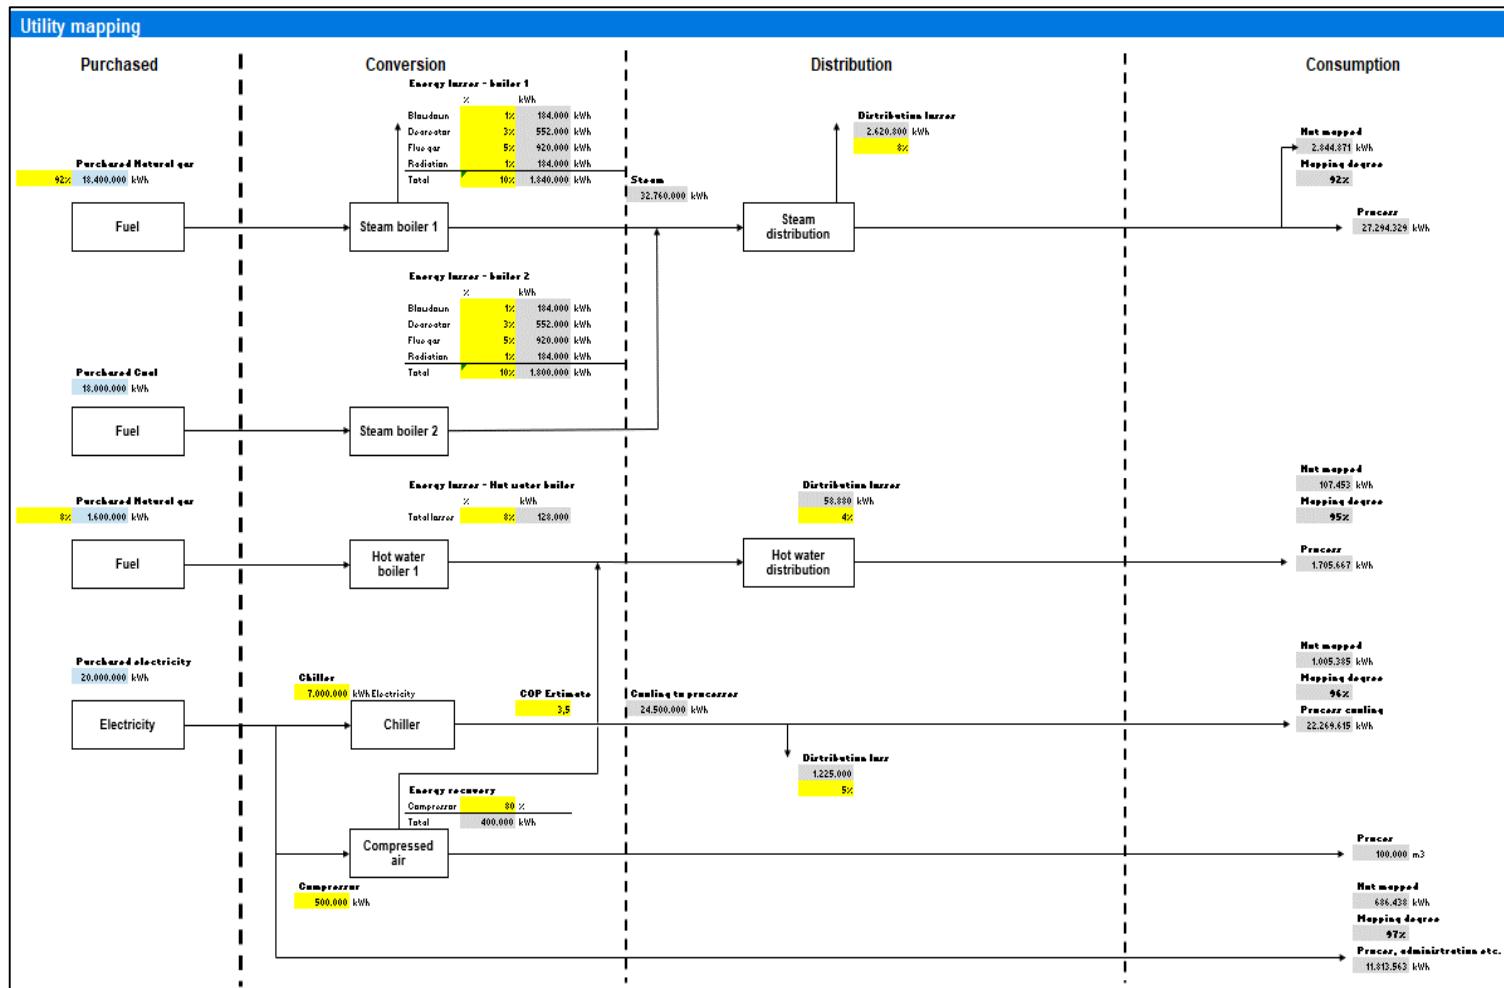 Utility mapping
Purchased
Conversion
Distribution
Consumption
Energy losses - boiler 1
% kWh
Blowdown 1% 184.000 kWh
Deareator 3% 552.000 kWh
Flue gas 5% 920.000 kWh
Radiation 1% 184.000 kWh
Total 10% 1.840.000 kWh
Distribution losses
2.620.800 kWh
8%
Not mapped
2.844.871 kWh
Mapping degree
92%
Purchased Natural gas
92% 18.400.000 kWh
Steam
32.760.000 kWh
Process
27.294.329 kWh
Fuel
Steam boiler 1
Steam
distribution
Energy losses - boiler 2
% kWh
Blowdown 1% 184.000 kWh
Deareator 3% 552.000 kWh
Flue gas 5% 920.000 kWh
Radiation 1% 184.000 kWh
Total 10% 1.800.000 kWh
Purchased Coal
18.000.000 kWh
Fuel
Steam boiler 2
Purchased Natural gas
8% 1.600.000 kWh
Energy losses - Hot water boiler
% kWh
Total losses 8% 128.000
Distribution losses
58.880 kWh
4%
Not mapped
107.453 kWh
Mapping degree
95%
Process
1.705.667 kWh
Fuel
Hot water
boiler 1
Hot water
distribution
Purchased electricity
20.000.000 kWh
Chiller
7.000.000 kWh Electricity
COP Estimate
3,5
Cooling to processes
24.500.000 kWh
Not mapped
1.005.385 kWh
Mapping degree
96%
Process cooling
22.269.615 kWh
Electricity
Chiller
Distribution loss
1.225.000
5%
Energy recovery
Compressor 80 %
Total 400.000 kWh
Compressed
air
Compressor
500.000 kWh
Proces
100.000 m3
Not mapped
686.438 kWh
Mapping degree
97%
Proces, administration etc.
11.813.563 kWh